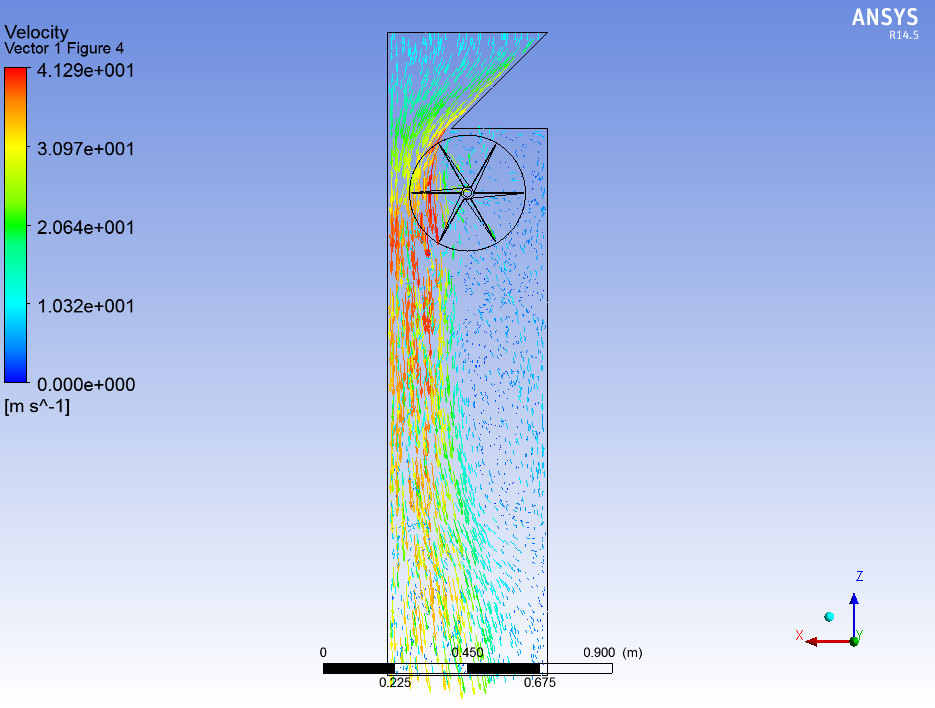 ANSYS
R14.5
Velocity
Vector 1 Figure 4
4.129e+001
3.097e+001
2.064e+001
1.032e+001
0.000e+000
[m s^-1]
Z
X
Y
0 0.450 0.900 (m)
0.225 0.675